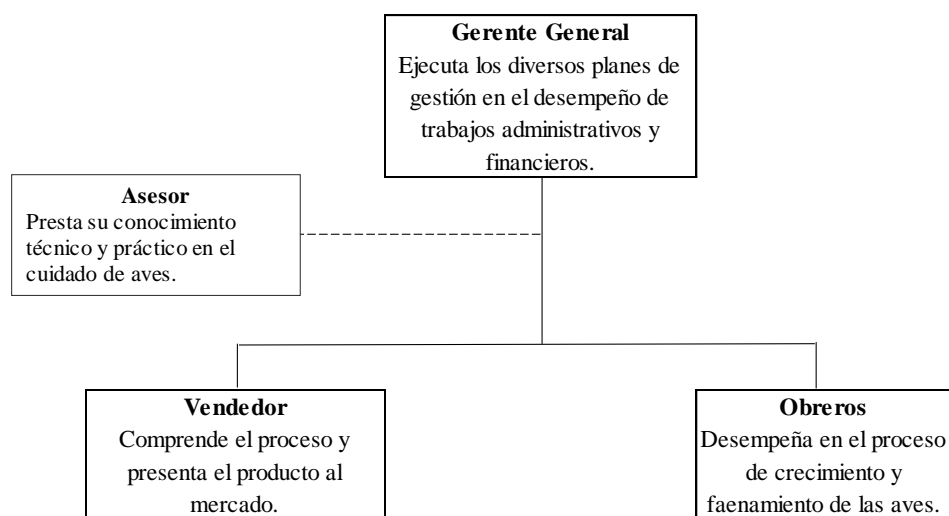 Gerente General
Ejecuta los diversos planes de
gestión en el desempeño de
trabajos administrativos y
financieros.
Asesor
Presta su conocimiento
técnico y práctico en el
cuidado de aves.
Vendedor
Comprende el proceso y
presenta el producto al
mercado.
Obreros
Desempeña en el proceso
de crecimiento y
faenamiento de las aves.